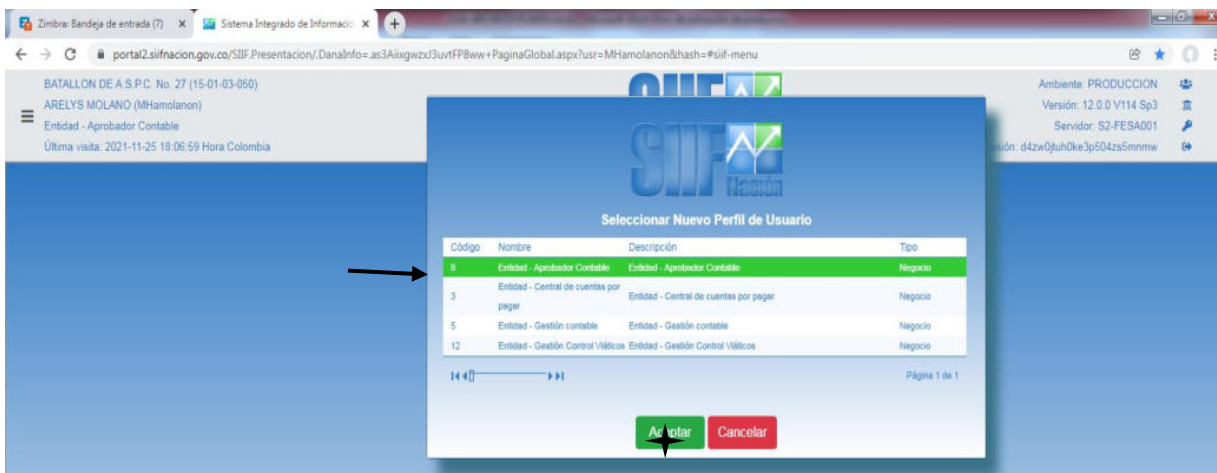 Zimbra: Bandeja de entrada (7)
Sistema Integrado de Informació
portal2.siifnacion.gov.co/SIIF.Presentacion/,DanaInfo=.as3AiixgwzxJ3uvtFP8ww+PaginaGlobal.aspx?usr=MHamolanon&hash=#siif-menu
BATALLON DE A.S.P.C. No. 27 (15-01-03-050)
ARELYS MOLANO (MHamolanon)
Entidad - Aprobador Contable
Última visita: 2021-11-25 18:06:59 Hora Colombia
Ambiente: PRODUCCION
Versión: 12.0.0 V114 Sp3
Servidor: S2-FESA001
sión: d4zw0jtuh0ke3p504zs5mnmw
SIIF
Nación
Seleccionar Nuevo Perfil de Usuario
Código Nombre Descripción Tipo
6 Entidad - Aprobador Contable Entidad - Aprobador Contable Negocio
3 Entidad - Central de cuentas por pagar Entidad - Central de cuentas por pagar Negocio
5 Entidad - Gestión contable Entidad - Gestión contable Negocio
12 Entidad - Gestión Control Viáticos Entidad - Gestión Control Viáticos Negocio
Página 1 de 1
Aceptar Cancelar